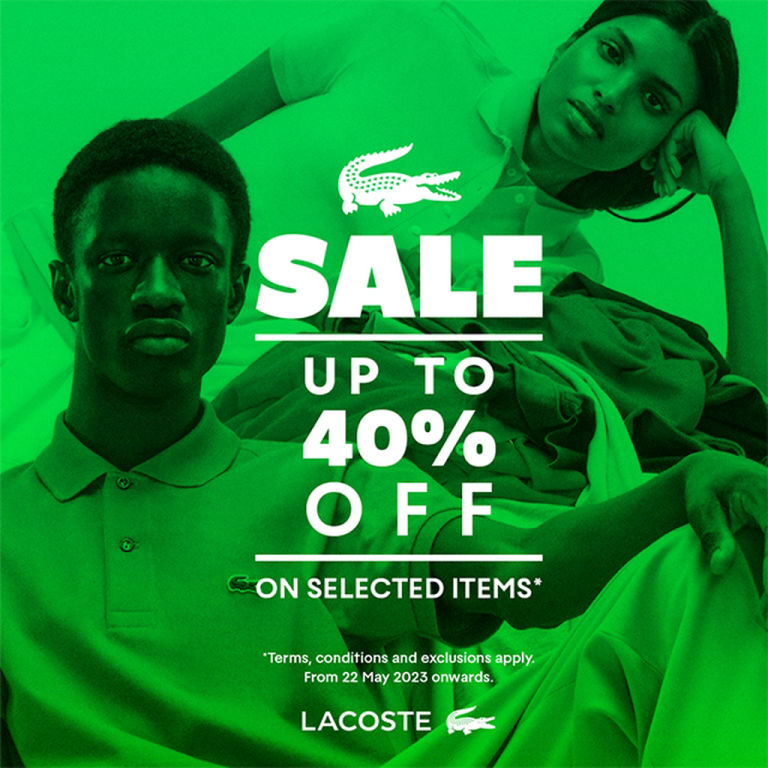 SALE
UP TO
40%
OFF
ON SELECTED ITEMS*
*Terms, conditions and exclusions apply.
From 22 May 2023 onwards.
LACOSTE